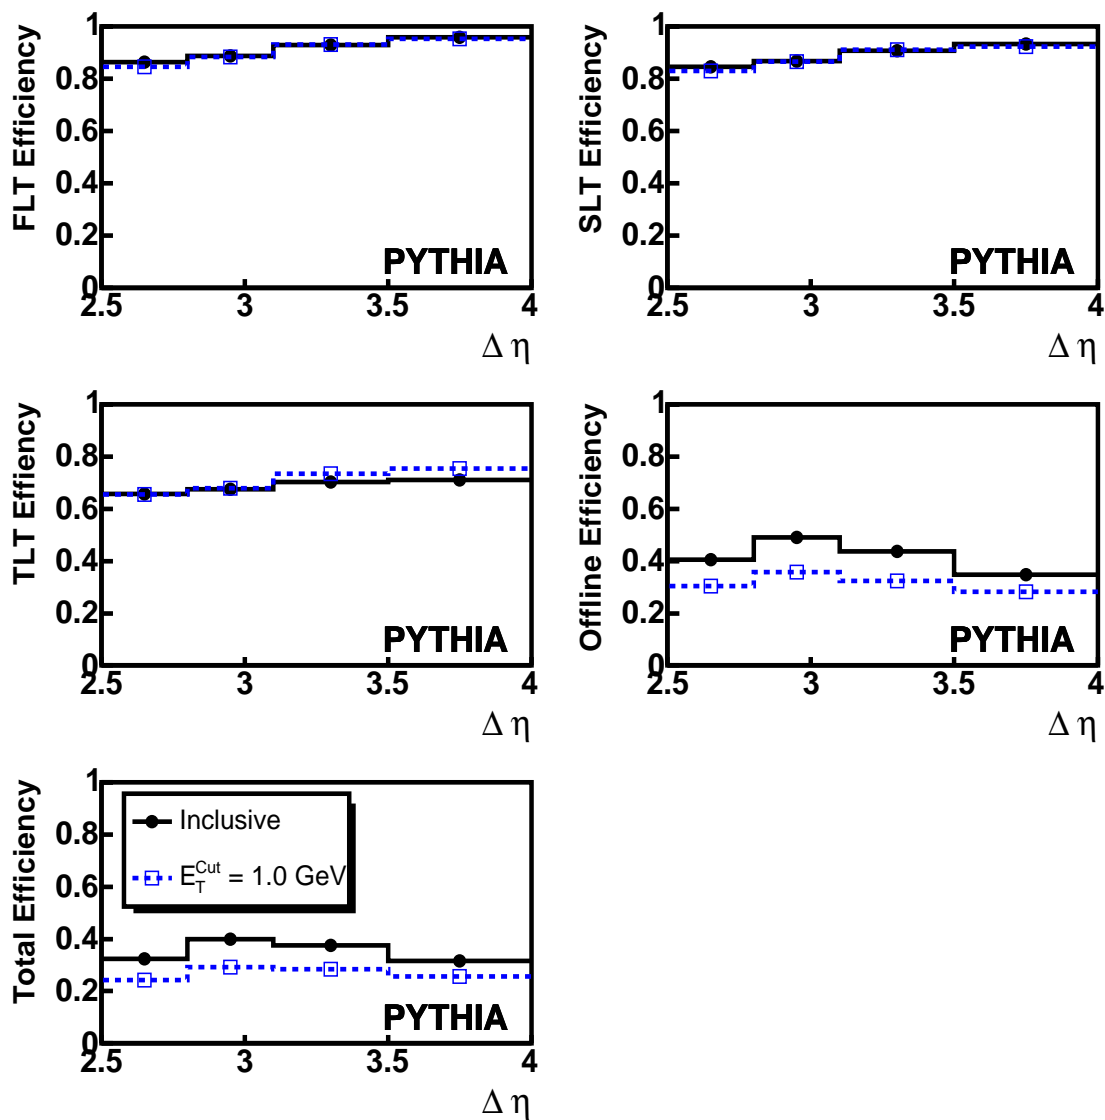 FLT Efficiency
1
0.8
0.6
0.4
0.2
0
PYTHIA
2.5 3 3.5 4
Δ η
SLT Efficiency
1
0.8
0.6
0.4
0.2
0
PYTHIA
2.5 3 3.5 4
Δ η
TLT Effiency
1
0.8
0.6
0.4
0.2
0
PYTHIA
2.5 3 3.5 4
Δ η
Offline Efficiency
1
0.8
0.6
0.4
0.2
0
PYTHIA
2.5 3 3.5 4
Δ η
Total Efficiency
1
0.8
0.6
0.4
0.2
0
Inclusive
E_T^Cut = 1.0 GeV
PYTHIA
2.5 3 3.5 4
Δ η